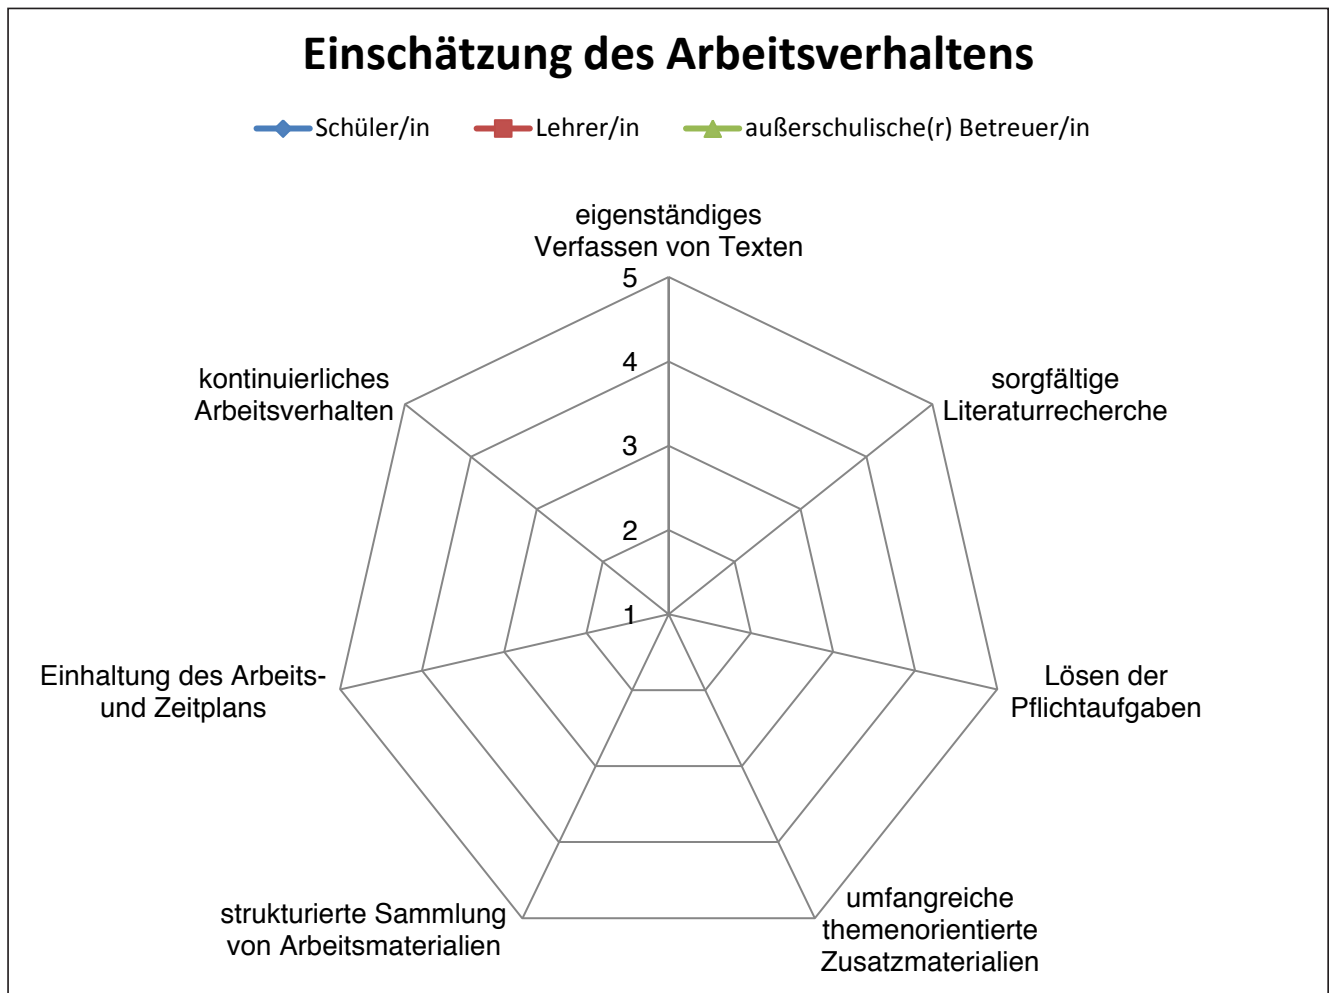 Einschätzung des Arbeitsverhaltens
Schüler/in Lehrer/in außerschulische(r) Betreuer/in
eigenständiges
Verfassen von Texten
5
4
3
2
1
sorgfältige
Literaturrecherche
Lösen der
Pflichtaufgaben
umfangreiche
themenorientierte
Zusatzmaterialien
strukturierte Sammlung
von Arbeitsmaterialien
Einhaltung des Arbeits-
und Zeitplans
kontinuierliches
Arbeitsverhalten